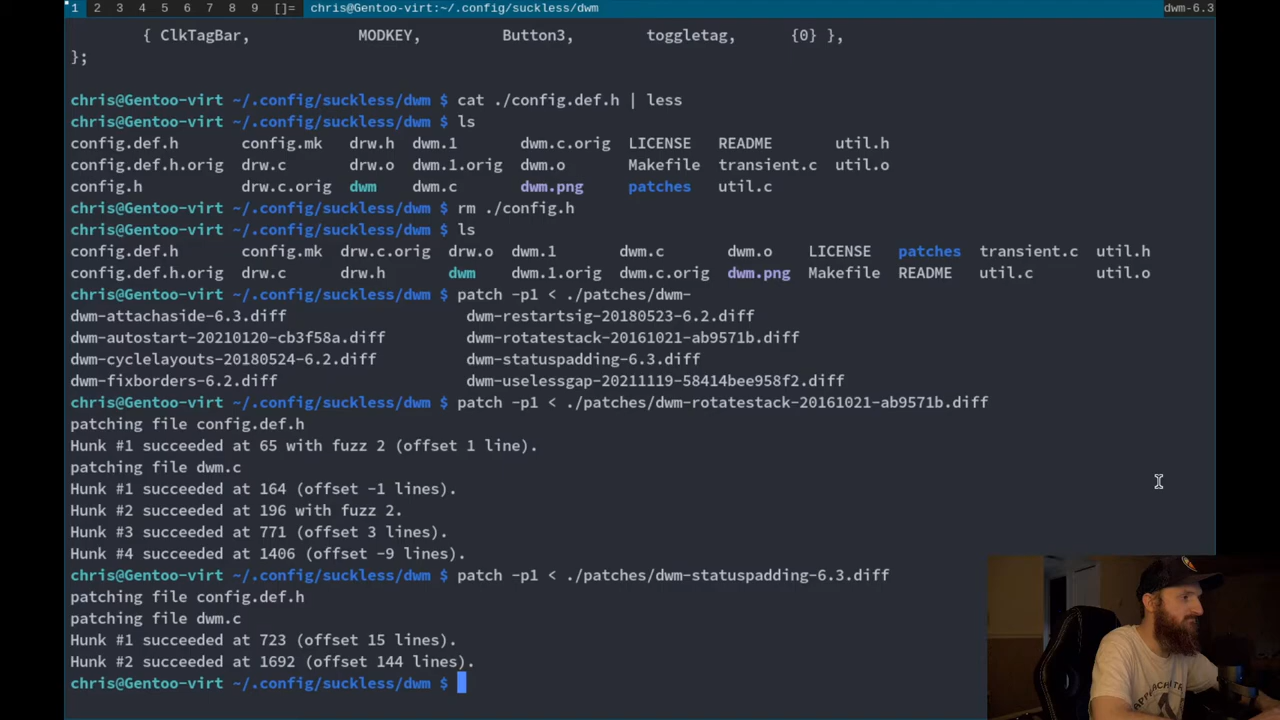 1 2 3 4 5 6 7 8 9 []= chris@Gentoo-virt:~/.config/suckless/dwm dwm-6.3
{ ClkTagBar, MODKEY, Button3, toggletag, {0} },
};
chris@Gentoo-virt ~/.config/suckless/dwm $ cat ./config.def.h | less
chris@Gentoo-virt ~/.config/suckless/dwm $ ls
config.def.h config.mk drw.h dwm.1 dwm.c.orig LICENSE README util.h
config.def.h.orig drw.c drw.o dwm.1.orig dwm.o Makefile transient.c util.o
config.h drw.c.orig dwm dwm.c dwm.png patches util.c
chris@Gentoo-virt ~/.config/suckless/dwm $ rm ./config.h
chris@Gentoo-virt ~/.config/suckless/dwm $ ls
config.def.h config.mk drw.c.orig drw.o dwm.1 dwm.c dwm.o LICENSE patches transient.c util.h
config.def.h.orig drw.c drw.h dwm dwm.1.orig dwm.c.orig dwm.png Makefile README util.c util.o
chris@Gentoo-virt ~/.config/suckless/dwm $ patch -p1 < ./patches/dwm-
dwm-attachaside-6.3.diff dwm-restartsig-20180523-6.2.diff
dwm-autostart-20210120-cb3f58a.diff dwm-rotatestack-20161021-ab9571b.diff
dwm-cyclelayouts-20180524-6.2.diff dwm-statuspadding-6.3.diff
dwm-fixborders-6.2.diff dwm-uselessgap-20211119-58414bee958f2.diff
chris@Gentoo-virt ~/.config/suckless/dwm $ patch -p1 < ./patches/dwm-rotatestack-20161021-ab9571b.diff
patching file config.def.h
Hunk #1 succeeded at 65 with fuzz 2 (offset 1 line).
patching file dwm.c
Hunk #1 succeeded at 164 (offset -1 lines).
Hunk #2 succeeded at 196 with fuzz 2.
Hunk #3 succeeded at 771 (offset 3 lines).
Hunk #4 succeeded at 1406 (offset -9 lines).
chris@Gentoo-virt ~/.config/suckless/dwm $ patch -p1 < ./patches/dwm-statuspadding-6.3.diff
patching file config.def.h
patching file dwm.c
Hunk #1 succeeded at 723 (offset 15 lines).
Hunk #2 succeeded at 1692 (offset 144 lines).
chris@Gentoo-virt ~/.config/suckless/dwm $